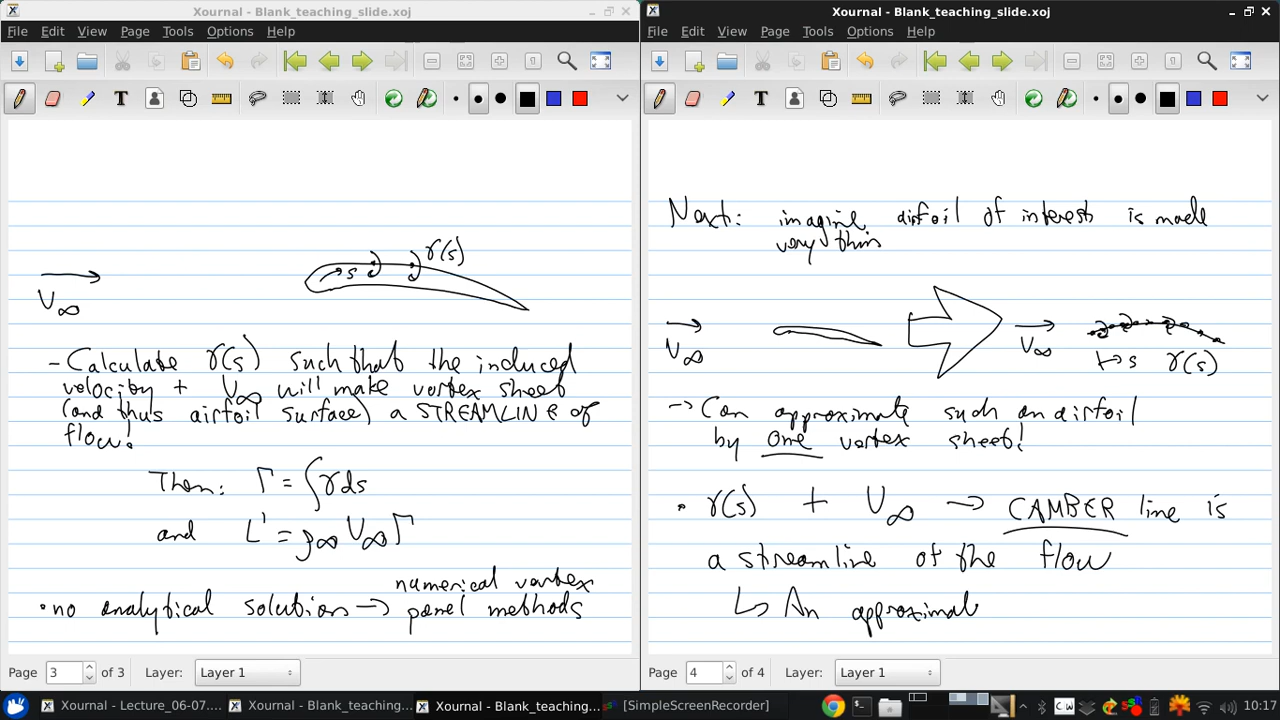 Xournal - Blank_teaching_slide.xoj
File Edit View Page Tools Options Help
γ(s)
s
V∞
- Calculate γ(s) such that the induced
velocity + V∞ will make vortex sheet
(and thus airfoil surface) a STREAMLINE of
flow!
Then: Γ = ∫γds
and L' = ρ∞ V∞ Γ
numerical vortex
• no analytical solution → panel methods
Page 3 of 3 Layer: Layer 1
Xournal - Blank_teaching_slide.xoj
File Edit View Page Tools Options Help
Next: imagine airfoil of interest is made
very thin
V∞
V∞
s γ(s)
→ Can approximate such an airfoil
by one vortex sheet!
• γ(s) + V∞ → CAMBER line is
a streamline of the flow
↳ An approximat
Page 4 of 4 Layer: Layer 1
Xournal - Lecture_06-07.... Xournal - Blank_teaching... Xournal - Blank_teaching... [SimpleScreenRecorder] 10:17